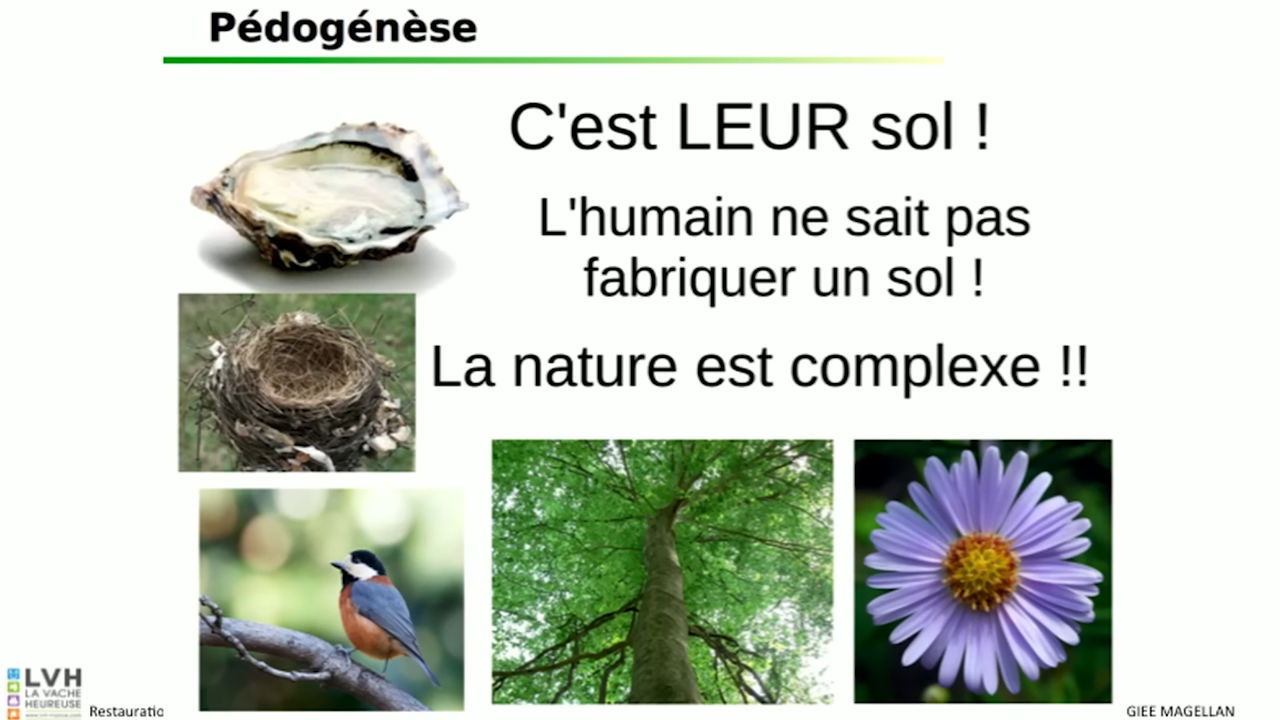 Pédogénèse
C'est LEUR sol !
L'humain ne sait pas
fabriquer un sol !
La nature est complexe !!
LVH
LA VACHE
HEUREUSE
Restauratio
GIEE MAGELLAN